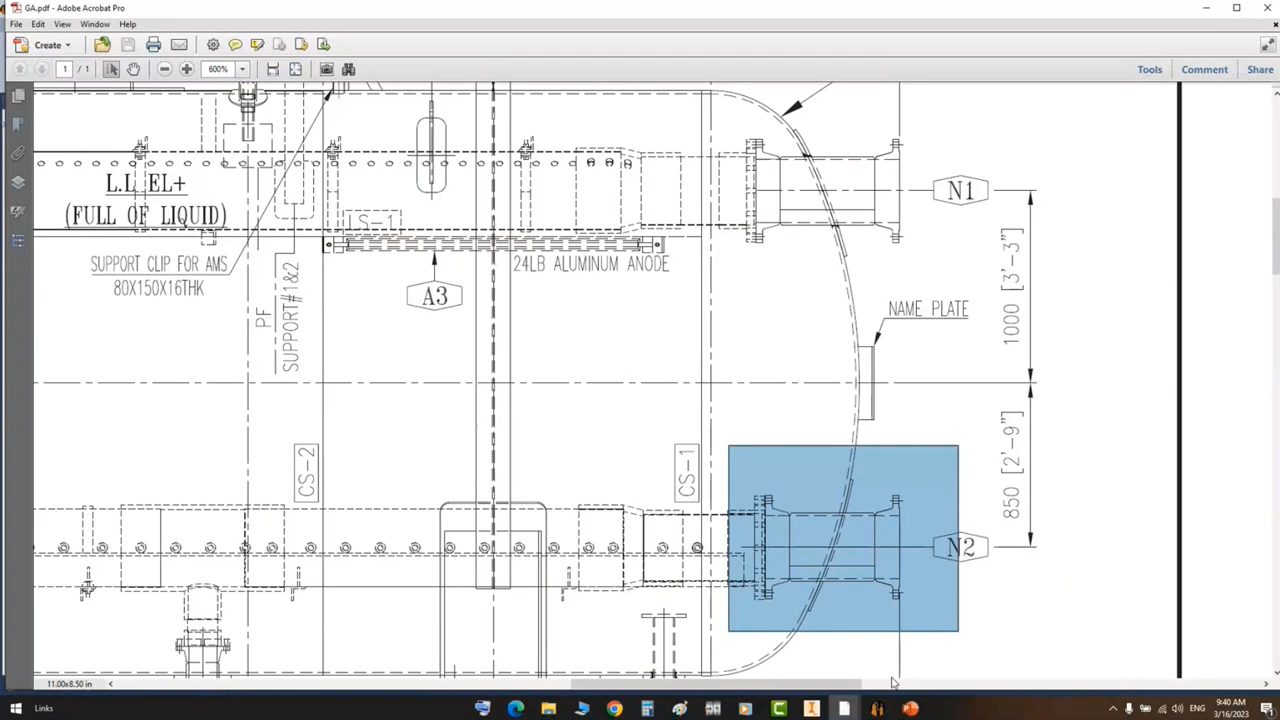 GA.pdf - Adobe Acrobat Pro
File Edit View Window Help
Create
1 / 1
600%
Tools Comment Share
L.L EL+
(FULL OF LIQUID)
LS-1
N1
SUPPORT CLIP FOR AMS
80X150X16THK
24LB ALUMINUM ANODE
A3
PF
SUPPORT#1&2
NAME PLATE
1000 [3'-3"]
CS-2
CS-1
850 [2'-9"]
N2
11.00x8.50 in
Links
ENG
9:40 AM
3/16/2023